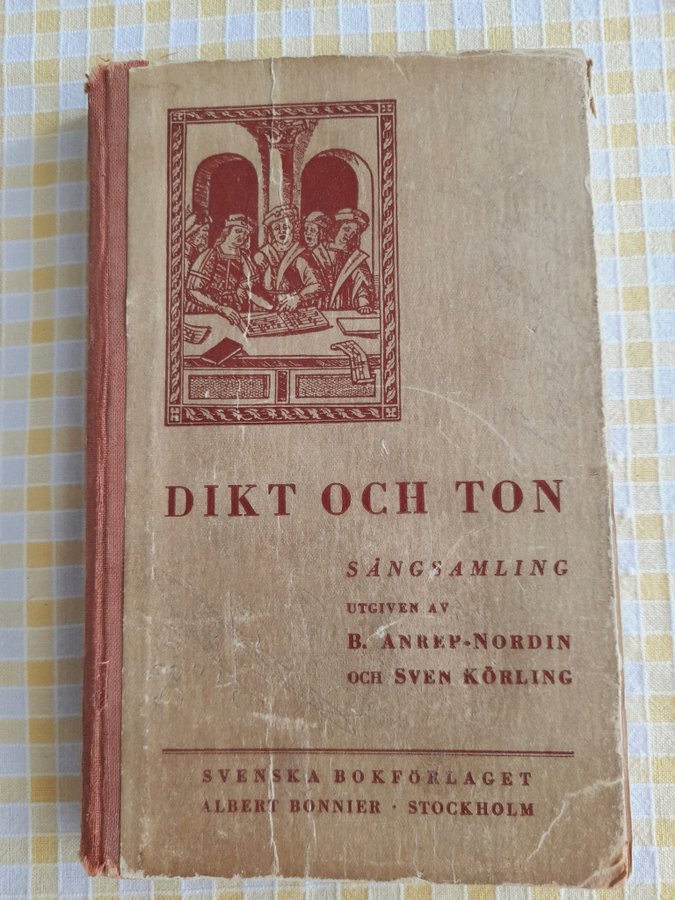 DIKT OCH TON
SÅNGSAMLING
UTGIVEN AV
B. ANREP-NORDIN
OCH SVEN KÖRLING
SVENSKA BOKFÖRLAGET
ALBERT BONNIER · STOCKHOLM